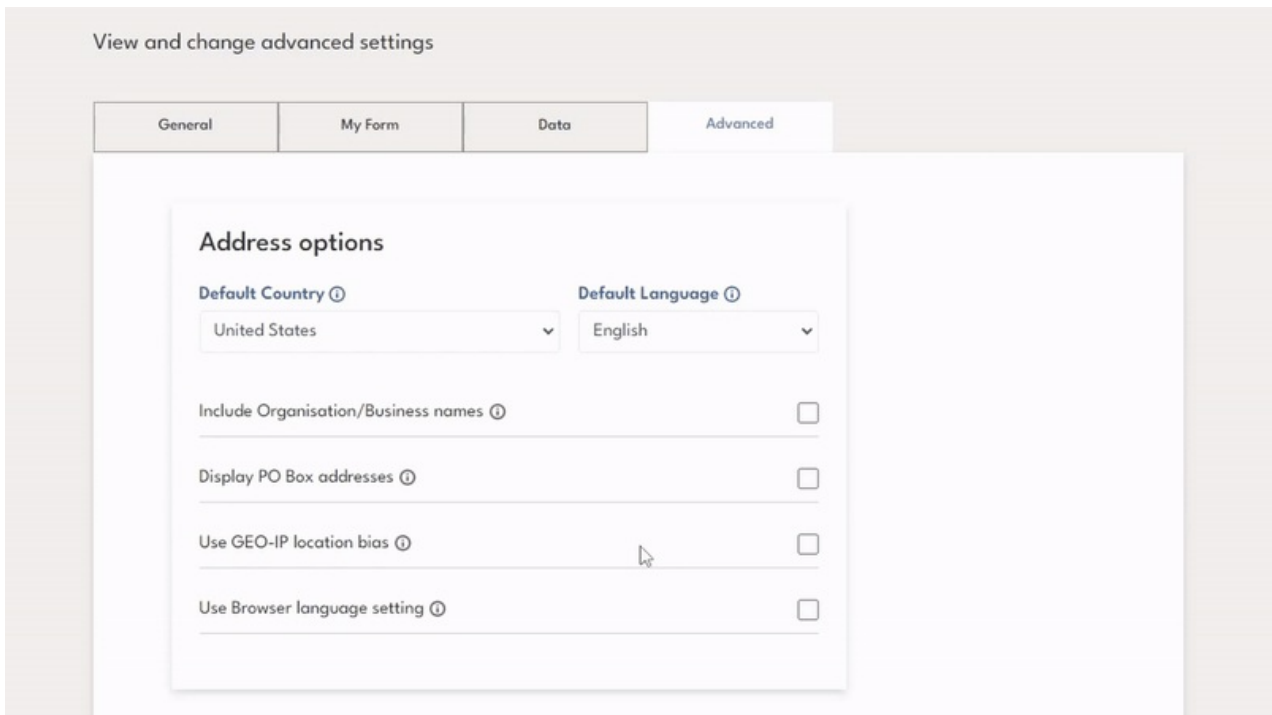 View and change advanced settings
General My Form Data Advanced
Address options
Default Country Default Language
United States English
Include Organisation/Business names
Display PO Box addresses
Use GEO-IP location bias
Use Browser language setting